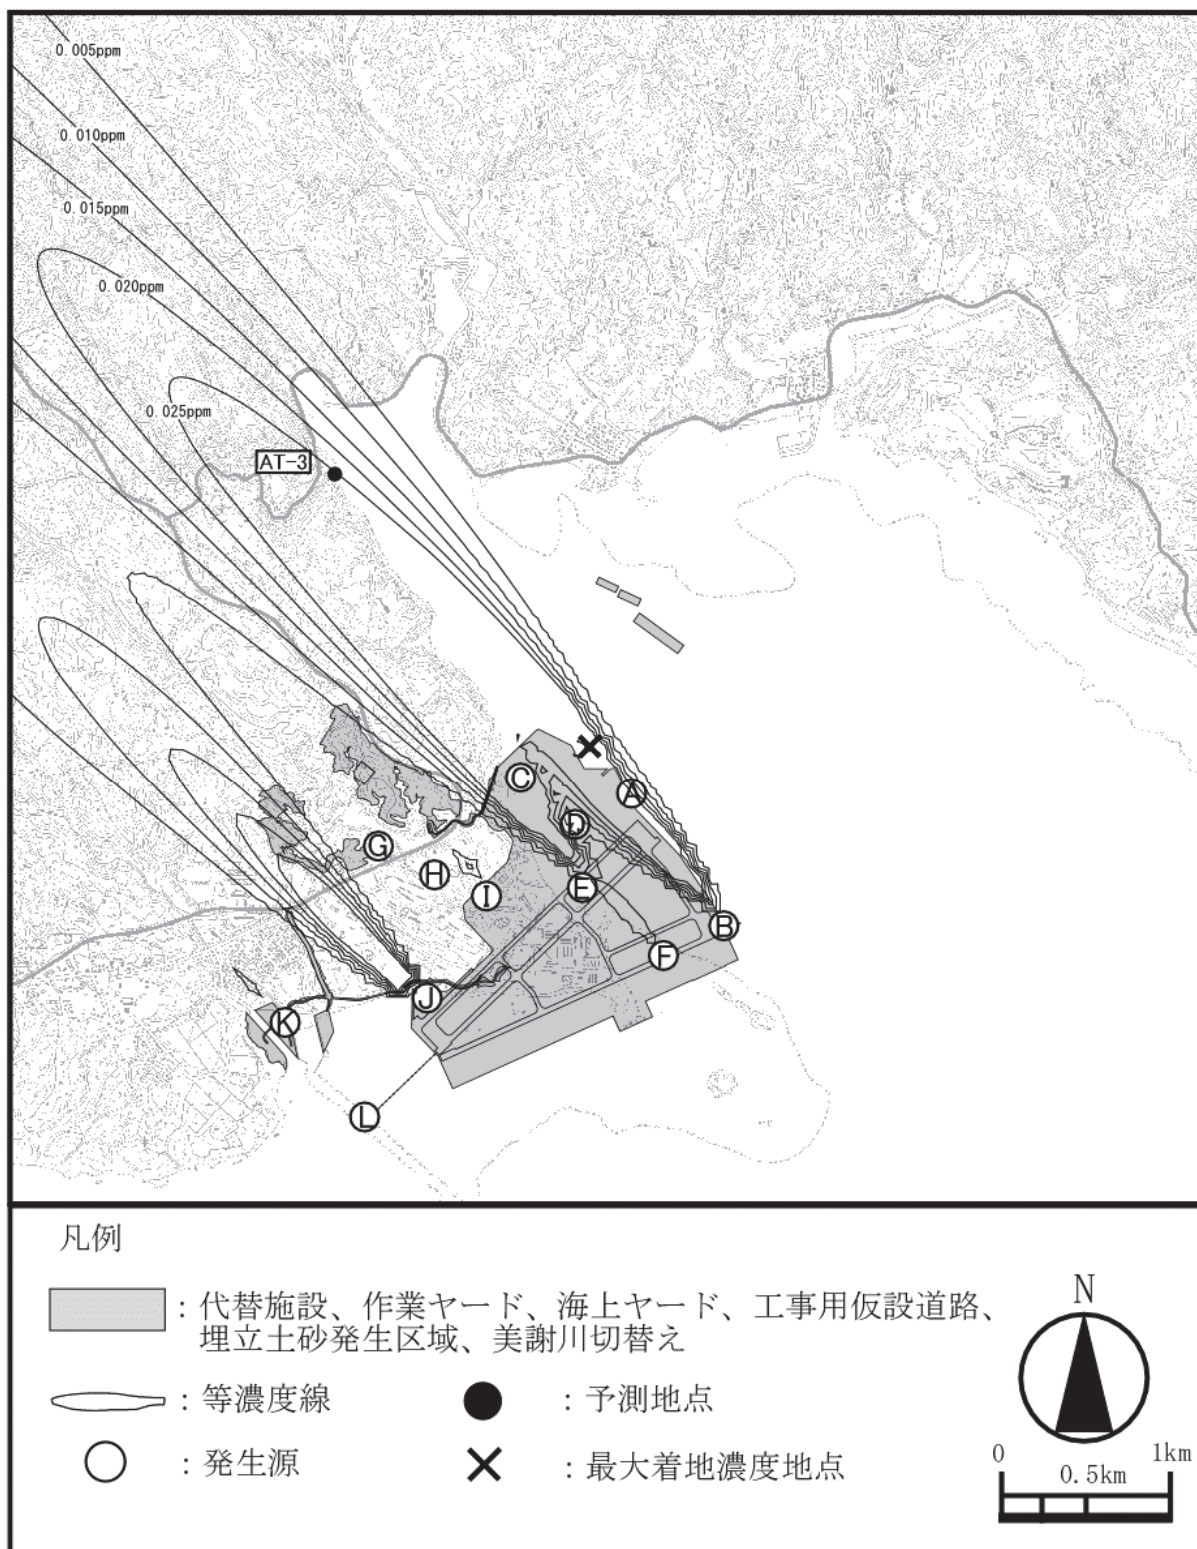 0.005ppm
0.010ppm
0.015ppm
0.020ppm
0.025ppm
AT-3
C
A
D
G
H
E
I
B
F
J
K
L
凡例
：代替施設、作業ヤード、海上ヤード、工事用仮設道路、
埋立土砂発生区域、美謝川切替え
：等濃度線
：予測地点
：発生源
：最大着地濃度地点
N
0
0.5km
1km